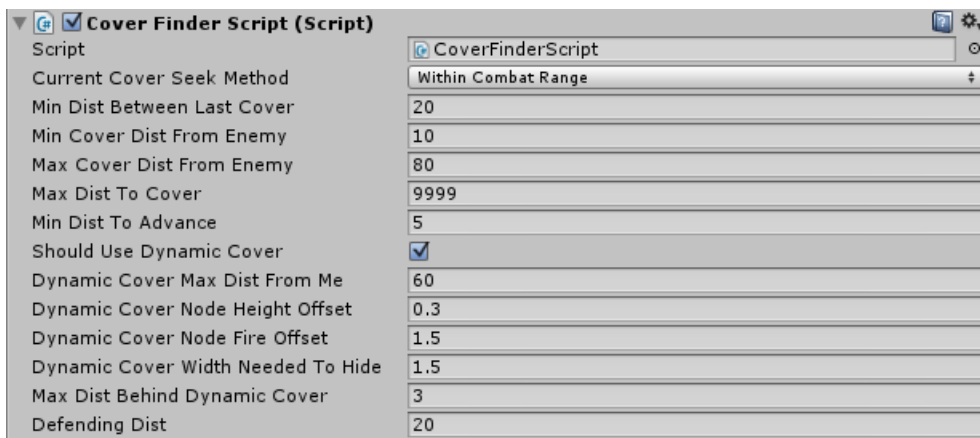 Cover Finder Script (Script)
Script CoverFinderScript
Current Cover Seek Method Within Combat Range
Min Dist Between Last Cover 20
Min Cover Dist From Enemy 10
Max Cover Dist From Enemy 80
Max Dist To Cover 9999
Min Dist To Advance 5
Should Use Dynamic Cover
Dynamic Cover Max Dist From Me 60
Dynamic Cover Node Height Offset 0.3
Dynamic Cover Node Fire Offset 1.5
Dynamic Cover Width Needed To Hide 1.5
Max Dist Behind Dynamic Cover 3
Defending Dist 20